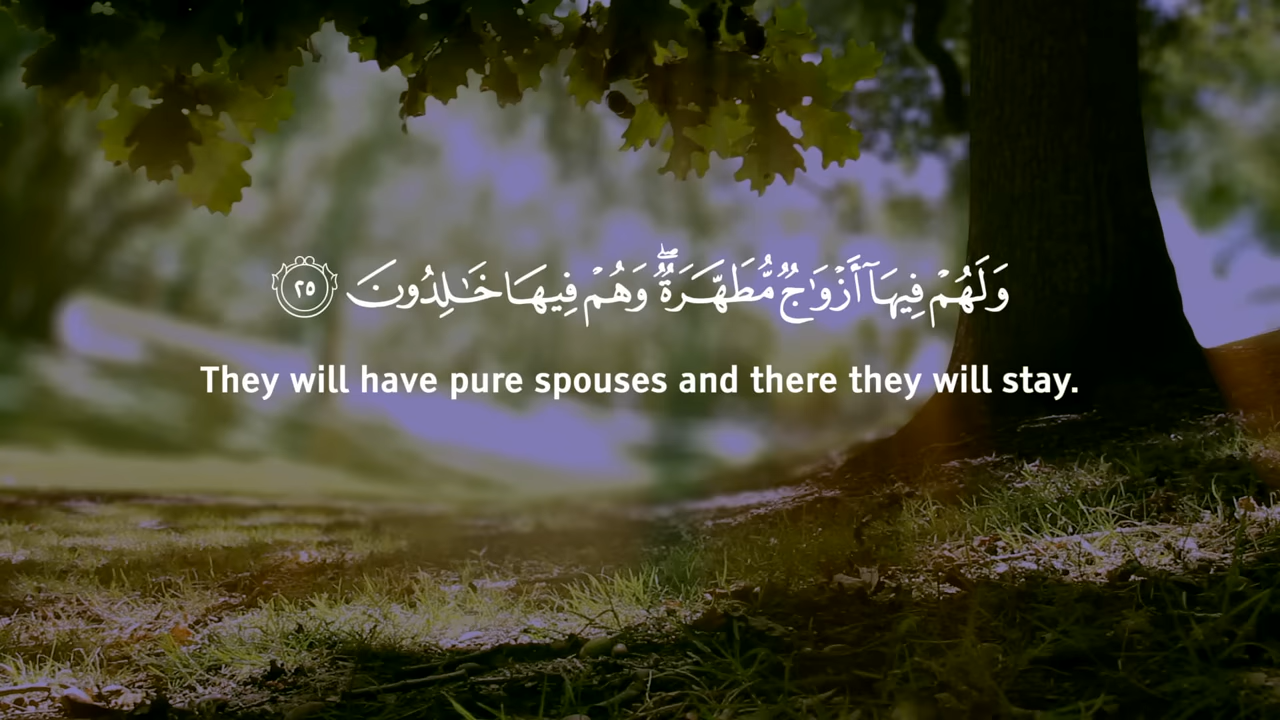 وَلَهُمْ فِيهَآ أَزْوَٰجٌ مُّطَهَّرَةٌ ۖ وَهُمْ فِيهَا خَـٰلِدُونَ ٢٥
They will have pure spouses and there they will stay.